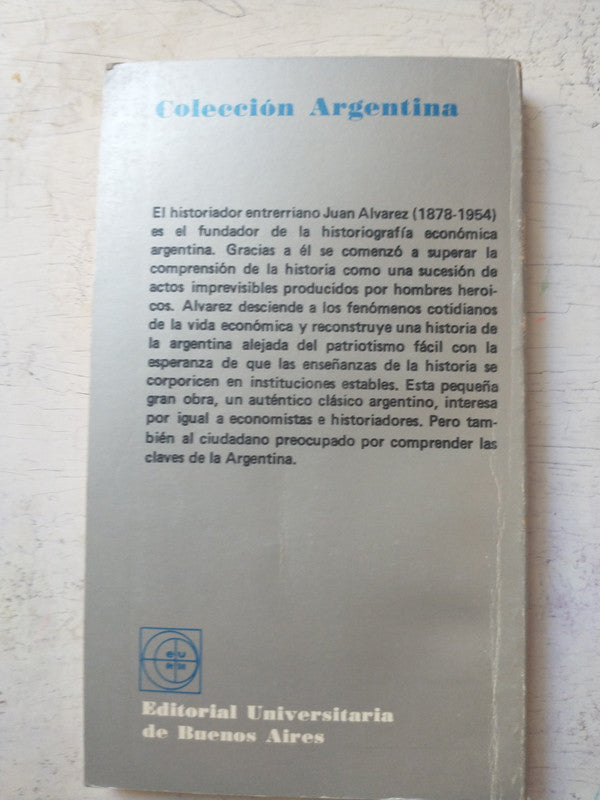 Colección Argentina
El historiador entrerriano Juan Alvarez (1878-1954)
es el fundador de la historiografía económica
argentina. Gracias a él se comenzó a superar la
comprensión de la historia como una sucesión de
actos imprevisibles producidos por hombres heroi-
cos. Alvarez desciende a los fenómenos cotidianos
de la vida económica y reconstruye una historia de
la argentina alejada del patriotismo fácil con la
esperanza de que las enseñanzas de la historia se
corporicen en instituciones estables. Esta pequeña
gran obra, un auténtico clásico argentino, interesa
por igual a economistas e historiadores. Pero tam-
bién al ciudadano preocupado por comprender las
claves de la Argentina.
eu
Editorial Universitaria
de Buenos Aires